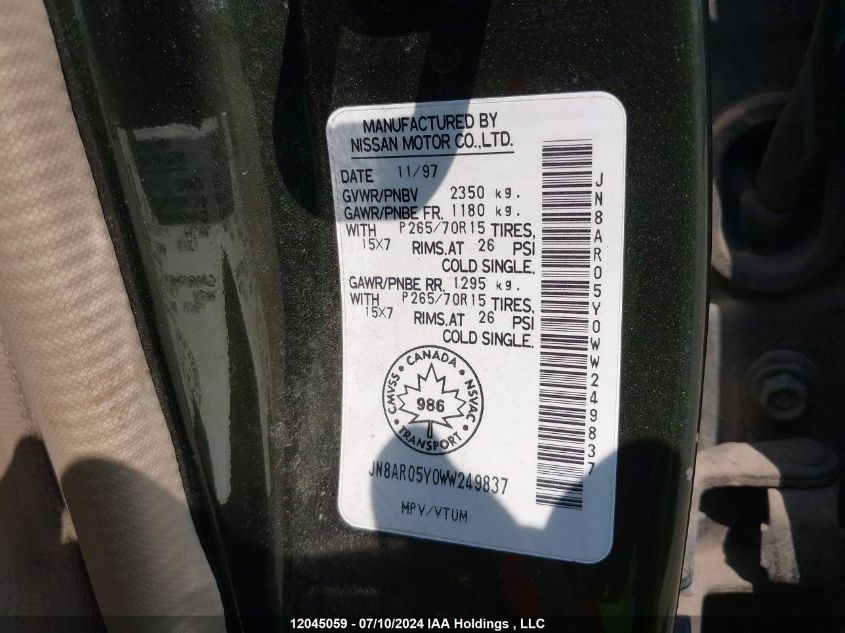 MANUFACTURED BY
NISSAN MOTOR CO.,LTD.
DATE 11/97
GVWR/PNBV 2350 kg.
GAWR/PNBE FR. 1180 kg.
WITH P265/70R15 TIRES,
15X7 RIMS.AT 26 PSI
COLD SINGLE.
GAWR/PNBE RR. 1295 kg.
WITH P265/70R15 TIRES,
15X7 RIMS.AT 26 PSI
COLD SINGLE.
CANADA
CMVSS • NSVAC
986
TRANSPORT
JN8AR05Y0WW249837
MPV/VTUM
JN8AR05Y0WW249837
12045059 - 07/10/2024 IAA Holdings , LLC